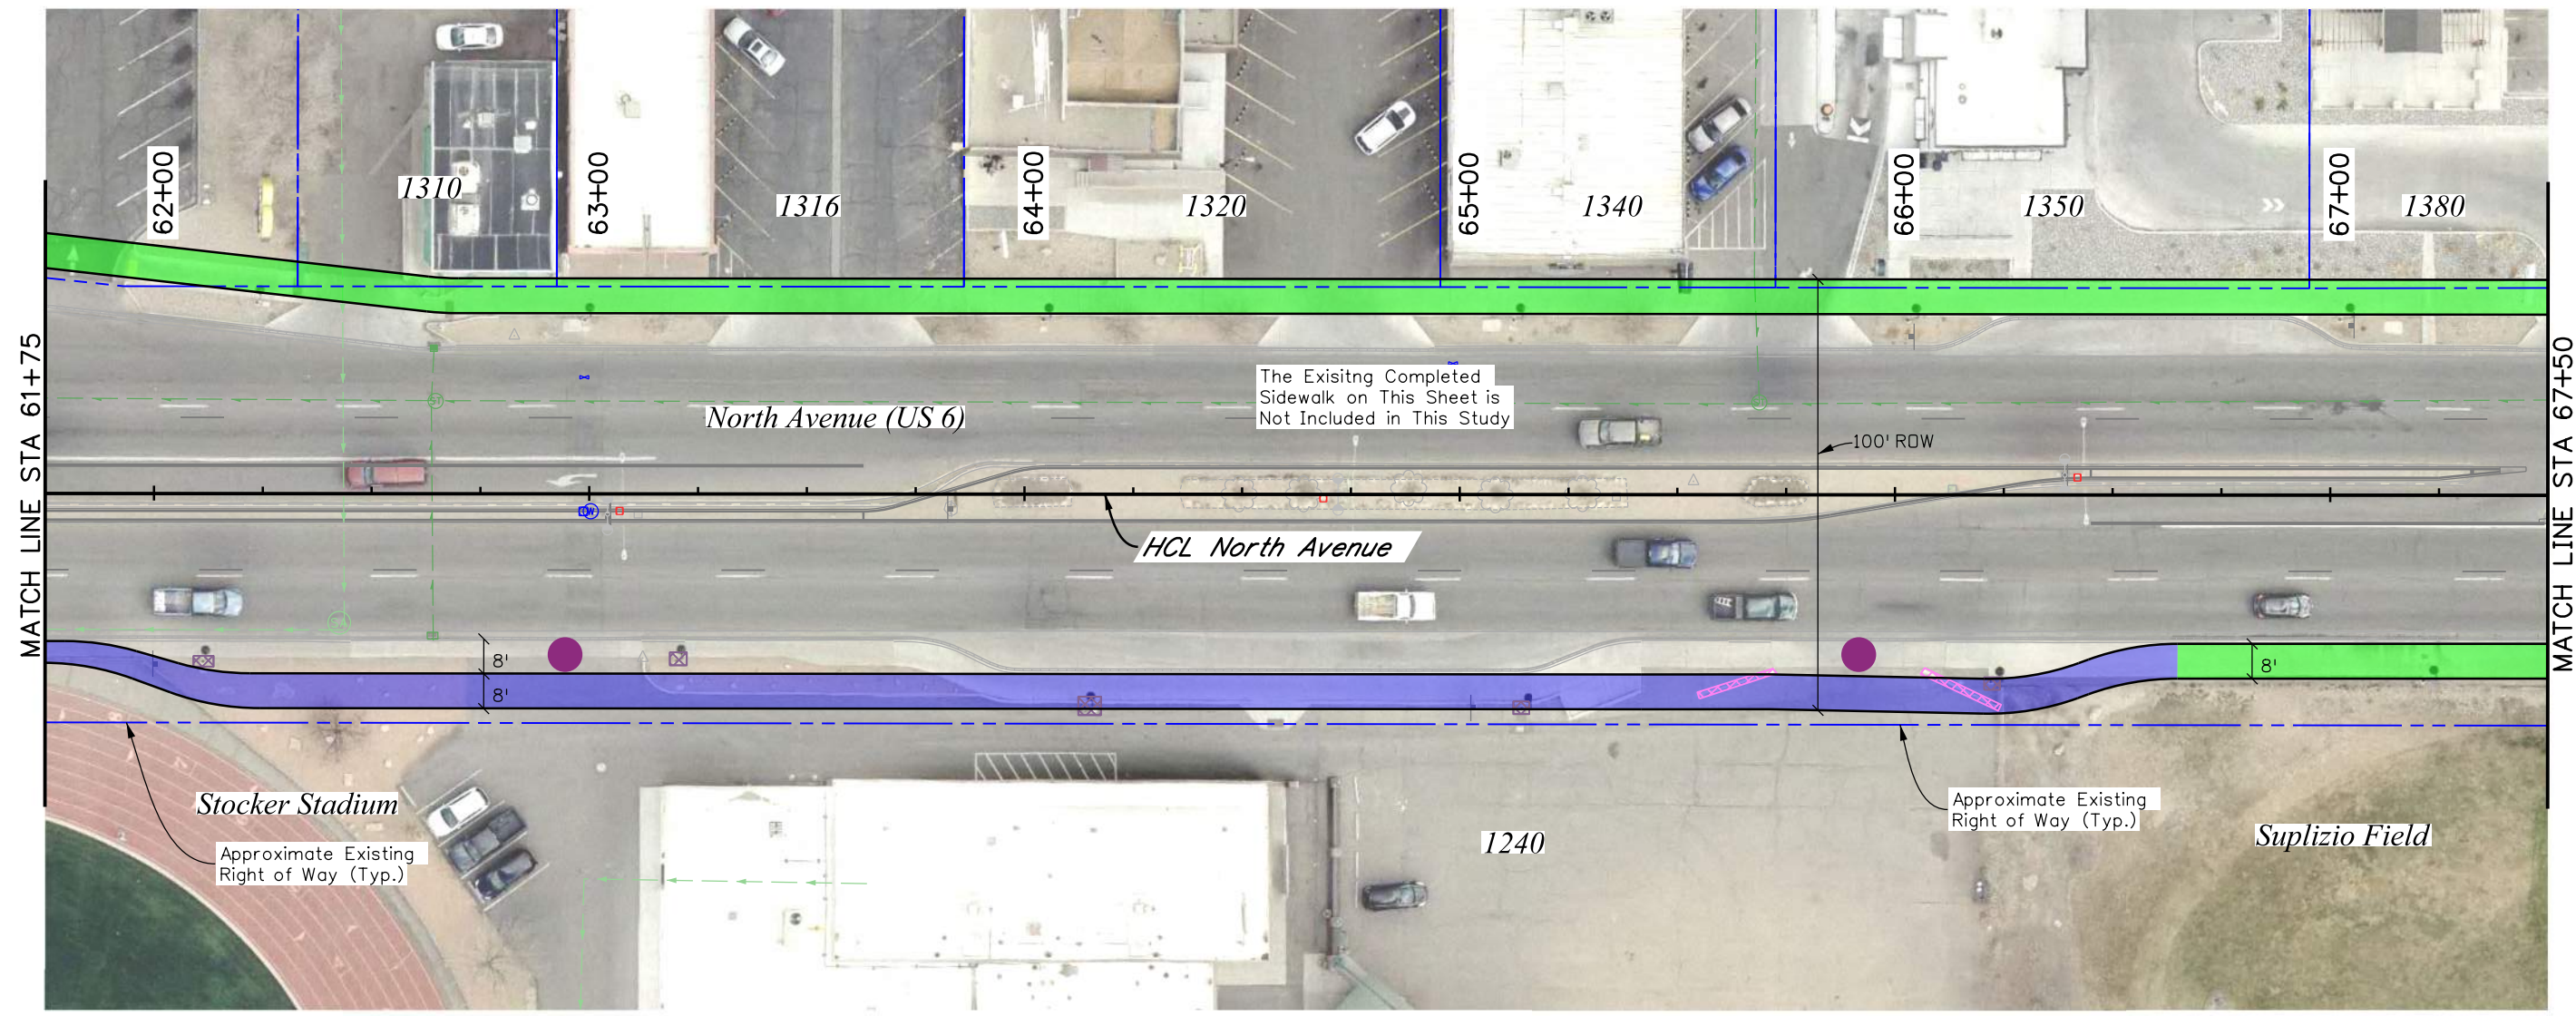 62+00
1310
63+00
1316
64+00
1320
65+00
1340
66+00
1350
67+00
1380
MATCH LINE STA 61+75
MATCH LINE STA 67+50
The Exisitng Completed
Sidewalk on This Sheet is
Not Included in This Study
North Avenue (US 6)
100' ROW
ST
W
HCL North Avenue
SA
8'
8'
8'
Stocker Stadium
Approximate Existing
Right of Way (Typ.)
1240
Approximate Existing
Right of Way (Typ.)
Suplizio Field